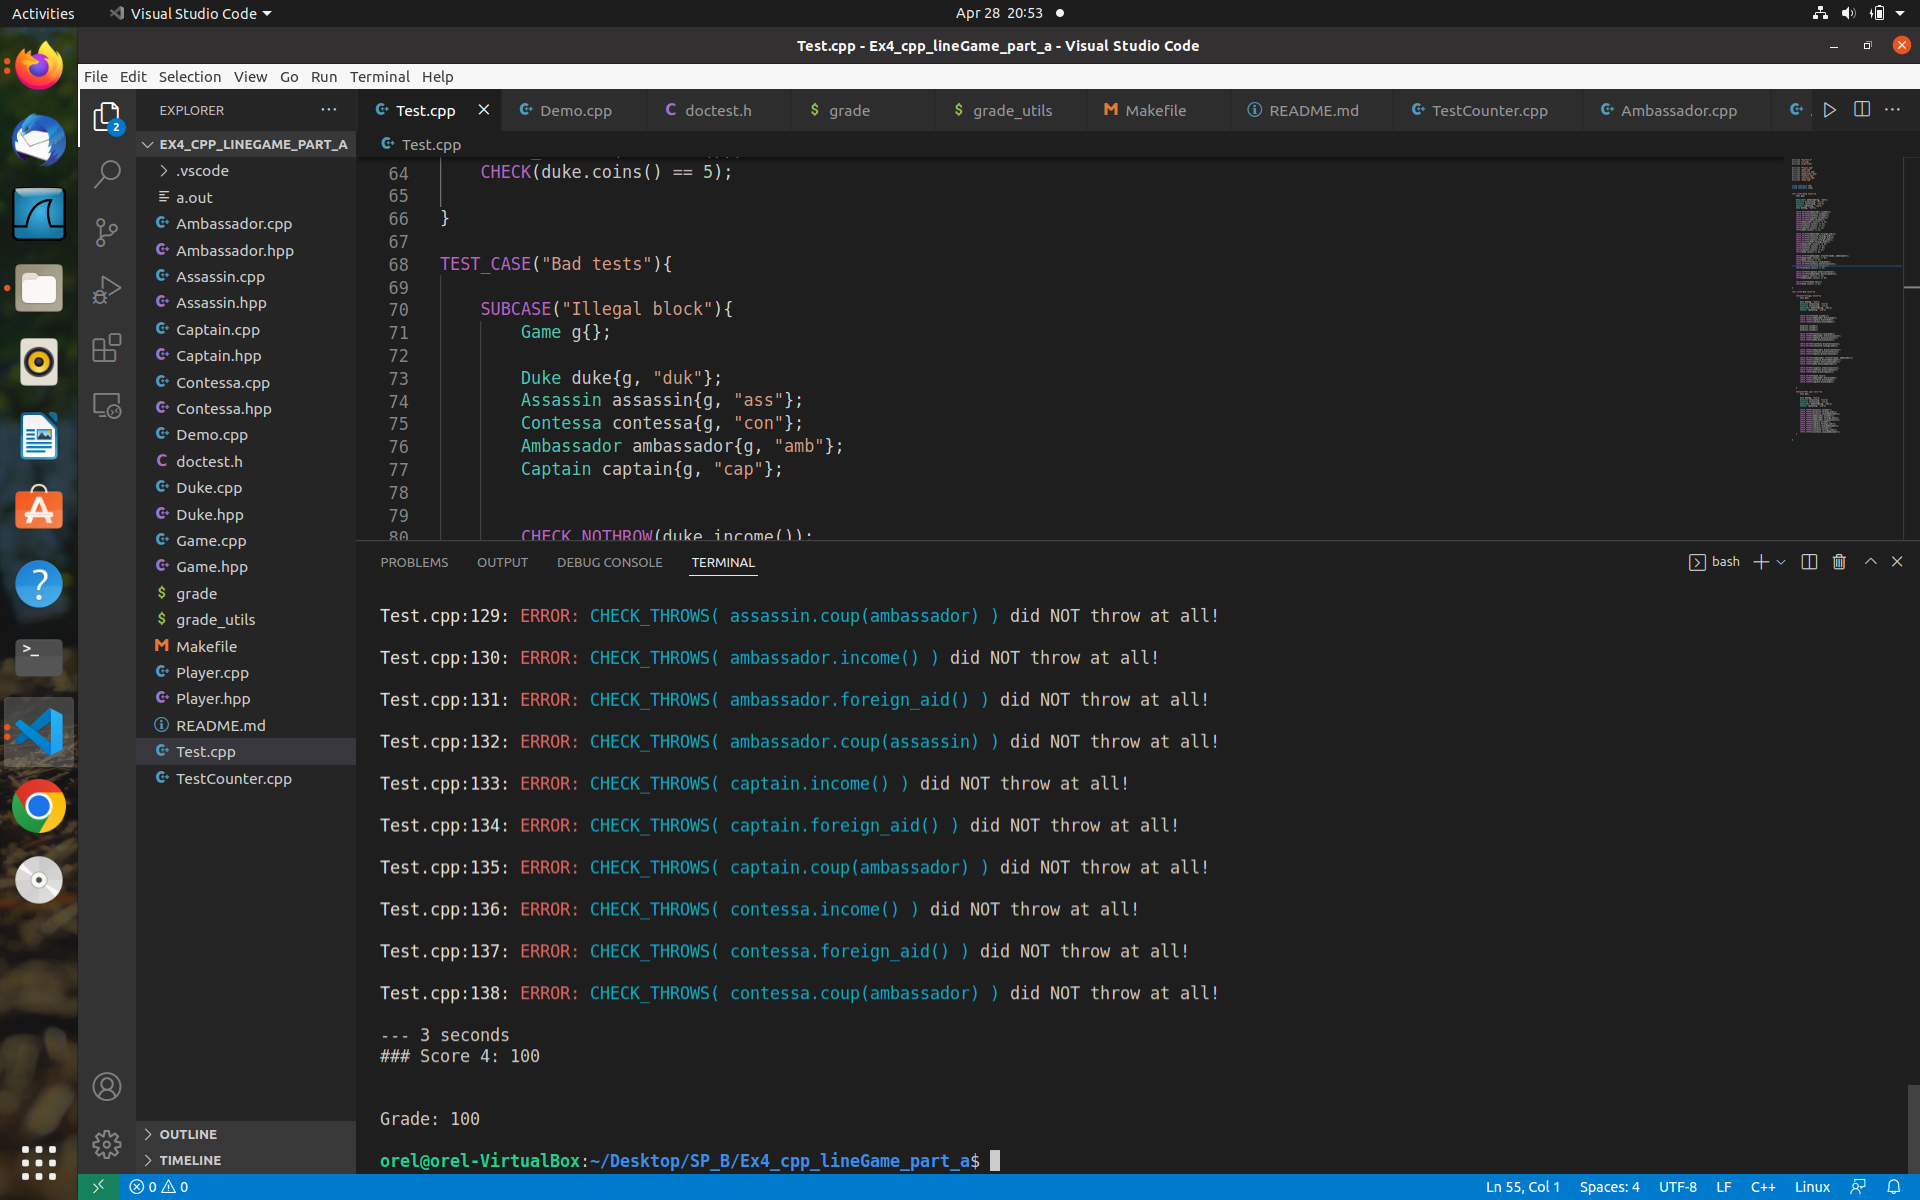 Activities
Visual Studio Code
Apr 28 20:53
Test.cpp - Ex4_cpp_lineGame_part_a - Visual Studio Code
File Edit Selection View Go Run Terminal Help
EXPLORER
Test.cpp
Demo.cpp
doctest.h
grade
grade_utils
Makefile
README.md
TestCounter.cpp
Ambassador.cpp
2
EX4_CPP_LINEGAME_PART_A
.vscode
a.out
Ambassador.cpp
Ambassador.hpp
Assassin.cpp
Assassin.hpp
Captain.cpp
Captain.hpp
Contessa.cpp
Contessa.hpp
Demo.cpp
doctest.h
Duke.cpp
Duke.hpp
Game.cpp
Game.hpp
grade
grade_utils
Makefile
Player.cpp
Player.hpp
README.md
Test.cpp
TestCounter.cpp
OUTLINE
TIMELINE
Test.cpp
64 CHECK(duke.coins() == 5);
65
66 }
67
68 TEST_CASE("Bad tests"){
69
70 SUBCASE("Illegal block"){
71 Game g{};
72
73 Duke duke{g, "duk"};
74 Assassin assassin{g, "ass"};
75 Contessa contessa{g, "con"};
76 Ambassador ambassador{g, "amb"};
77 Captain captain{g, "cap"};
78
79
80 CHECK_NOTHROW(duke.income());
PROBLEMS OUTPUT DEBUG CONSOLE TERMINAL
bash
Test.cpp:129: ERROR: CHECK_THROWS( assassin.coup(ambassador) ) did NOT throw at all!
Test.cpp:130: ERROR: CHECK_THROWS( ambassador.income() ) did NOT throw at all!
Test.cpp:131: ERROR: CHECK_THROWS( ambassador.foreign_aid() ) did NOT throw at all!
Test.cpp:132: ERROR: CHECK_THROWS( ambassador.coup(assassin) ) did NOT throw at all!
Test.cpp:133: ERROR: CHECK_THROWS( captain.income() ) did NOT throw at all!
Test.cpp:134: ERROR: CHECK_THROWS( captain.foreign_aid() ) did NOT throw at all!
Test.cpp:135: ERROR: CHECK_THROWS( captain.coup(ambassador) ) did NOT throw at all!
Test.cpp:136: ERROR: CHECK_THROWS( contessa.income() ) did NOT throw at all!
Test.cpp:137: ERROR: CHECK_THROWS( contessa.foreign_aid() ) did NOT throw at all!
Test.cpp:138: ERROR: CHECK_THROWS( contessa.coup(ambassador) ) did NOT throw at all!
--- 3 seconds
### Score 4: 100
Grade: 100
orel@orel-VirtualBox:~/Desktop/SP_B/Ex4_cpp_lineGame_part_a$
0 0
Ln 55, Col 1 Spaces: 4 UTF-8 LF C++ Linux